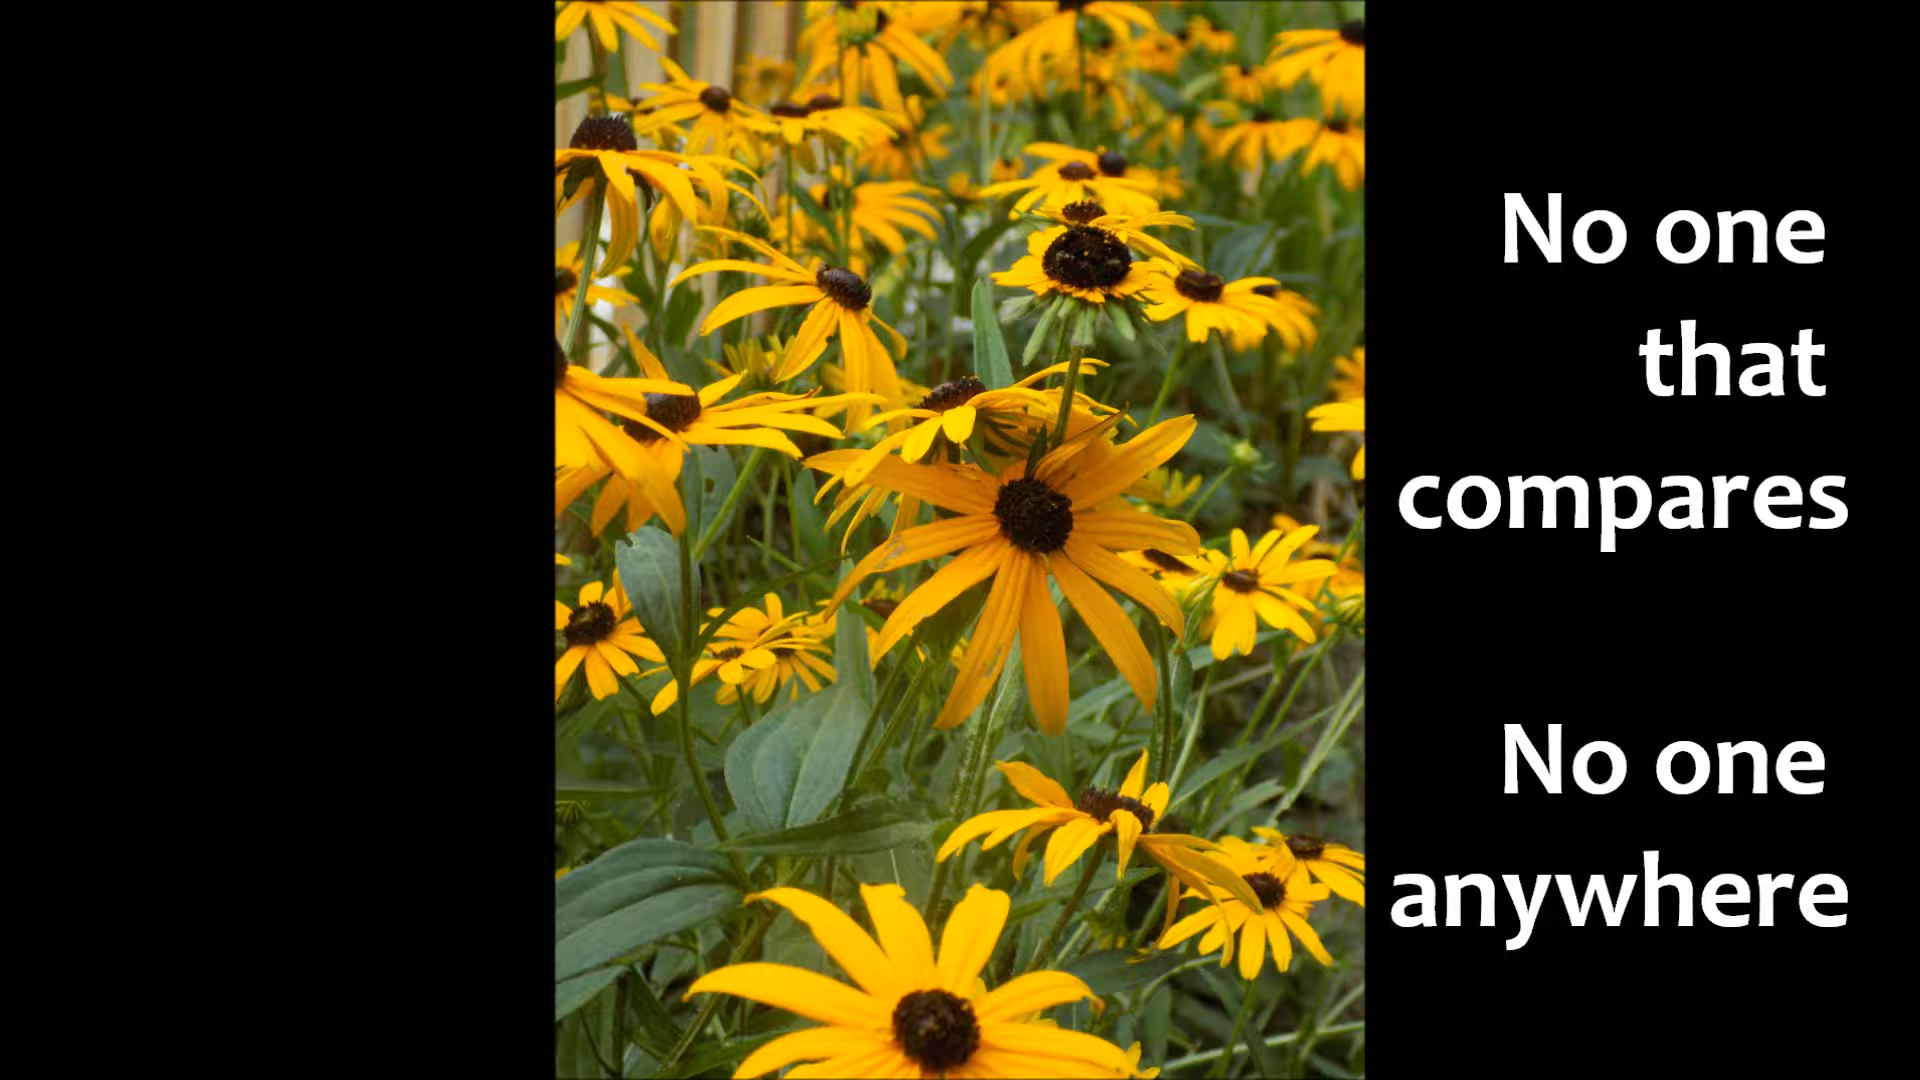 No one
that
compares
No one
anywhere